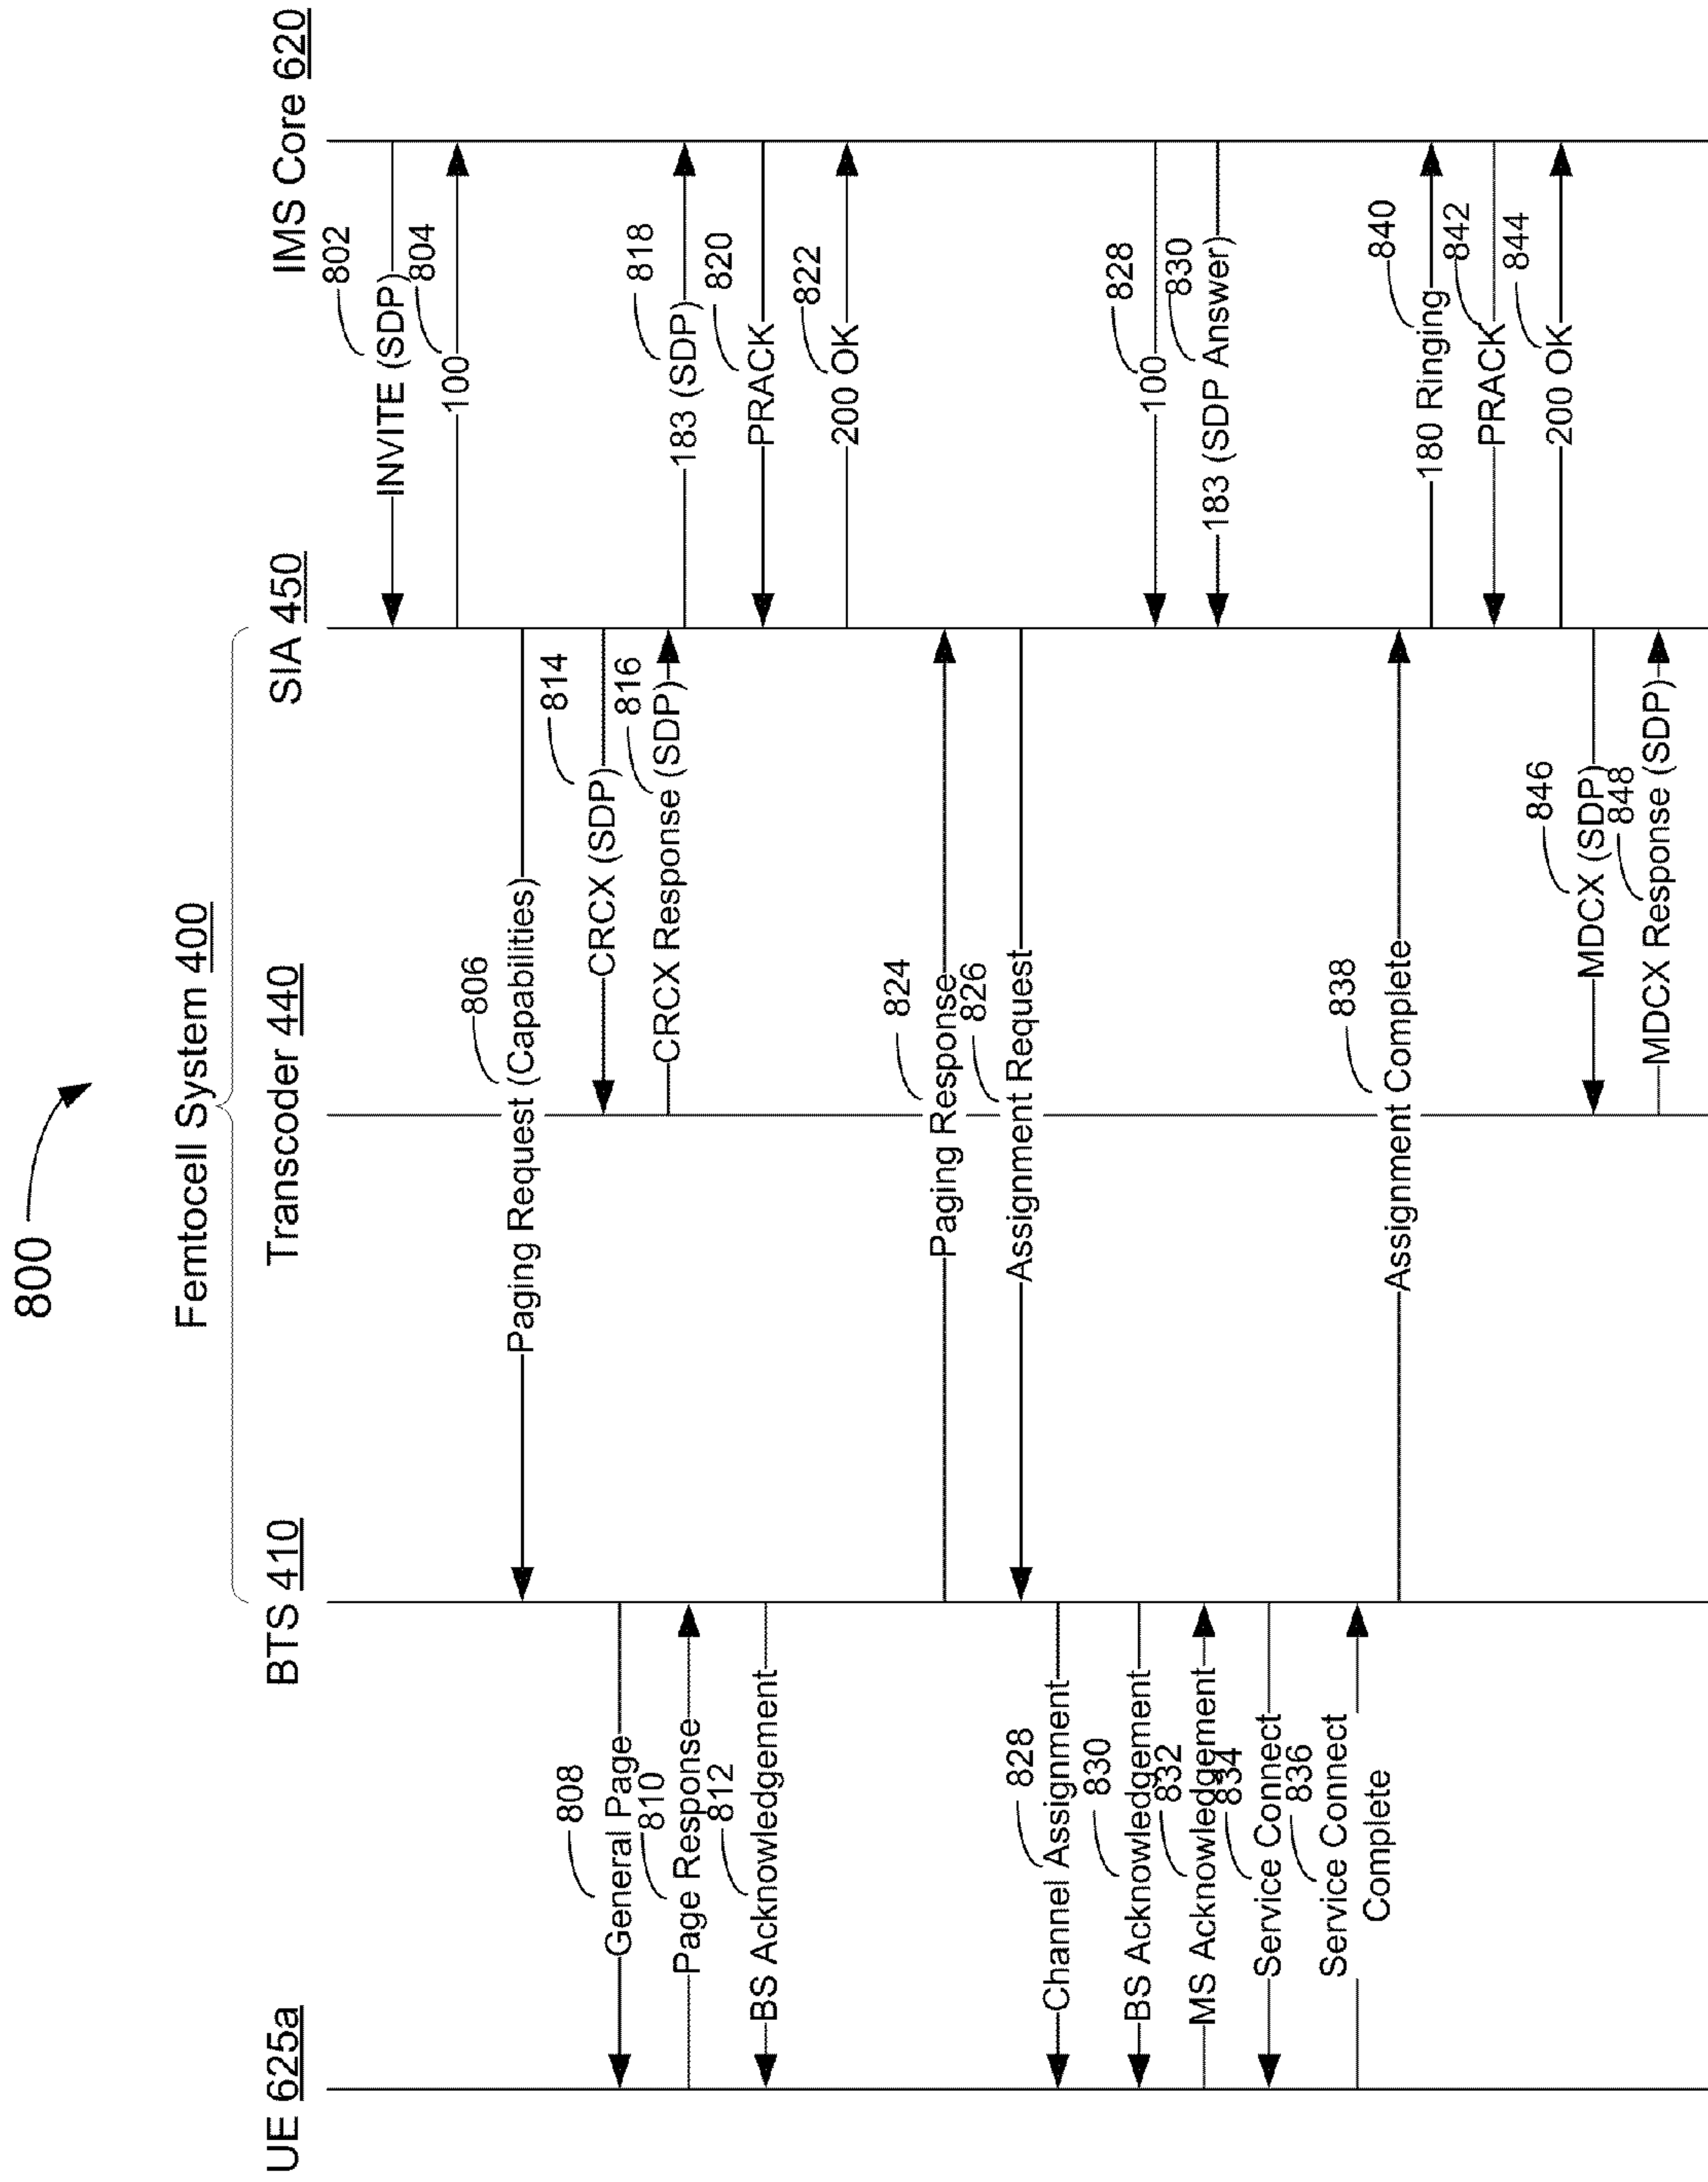 800
Femtocell System 400
UE 625a
BTS 410
Transcoder 440
SIA 450
IMS Core 620
802
INVITE (SDP)
804
100
806
Paging Request (Capabilities)
814
CRCX (SDP)
808
General Page
816
CRCX Response (SDP)
818
183 (SDP)
810
Page Response
820
PRACK
812
BS Acknowledgement
822
200 OK
824
Paging Response
826
Assignment Request
828
Channel Assignment
830
BS Acknowledgement
828
100
832
MS Acknowledgement
830
183 (SDP Answer)
834
Service Connect
836
Service Connect
Complete
838
Assignment Complete
840
180 Ringing
842
PRACK
844
200 OK
846
MDCX (SDP)
848
MDCX Response (SDP)